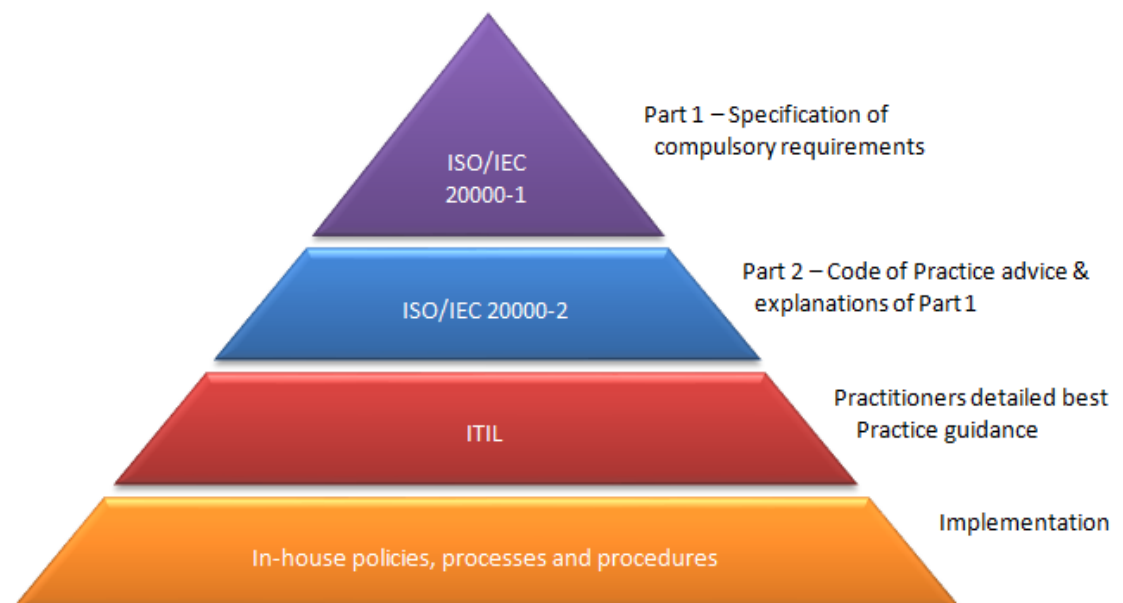 ISO/IEC
20000-1
Part 1 – Specification of
compulsory requirements
ISO/IEC 20000-2
Part 2 – Code of Practice advice &
explanations of Part 1
ITIL
Practitioners detailed best
Practice guidance
In-house policies, processes and procedures
Implementation